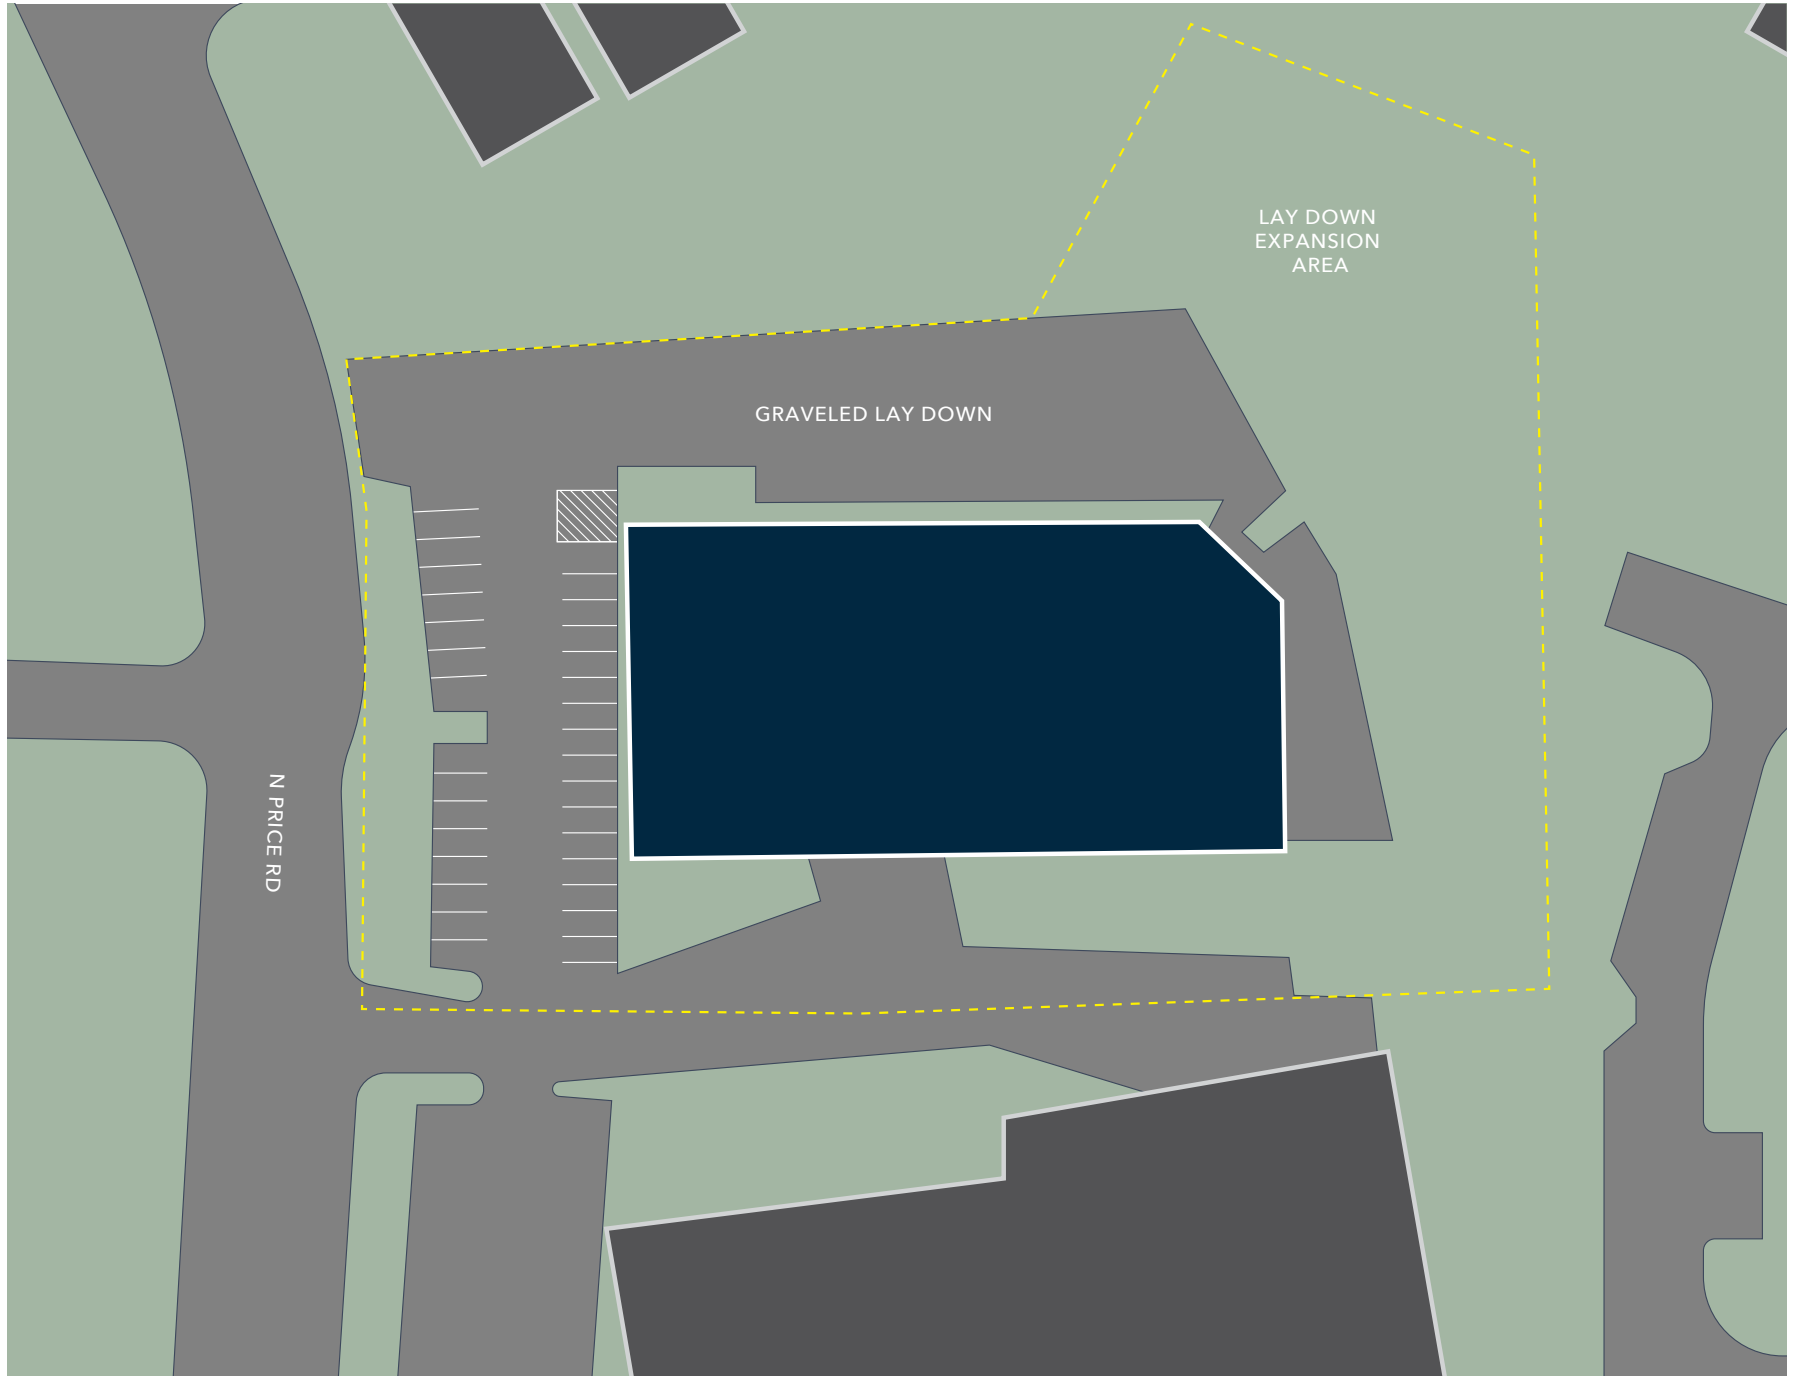 LAY DOWN
EXPANSION
AREA
GRAVELED LAY DOWN
N PRICE RD